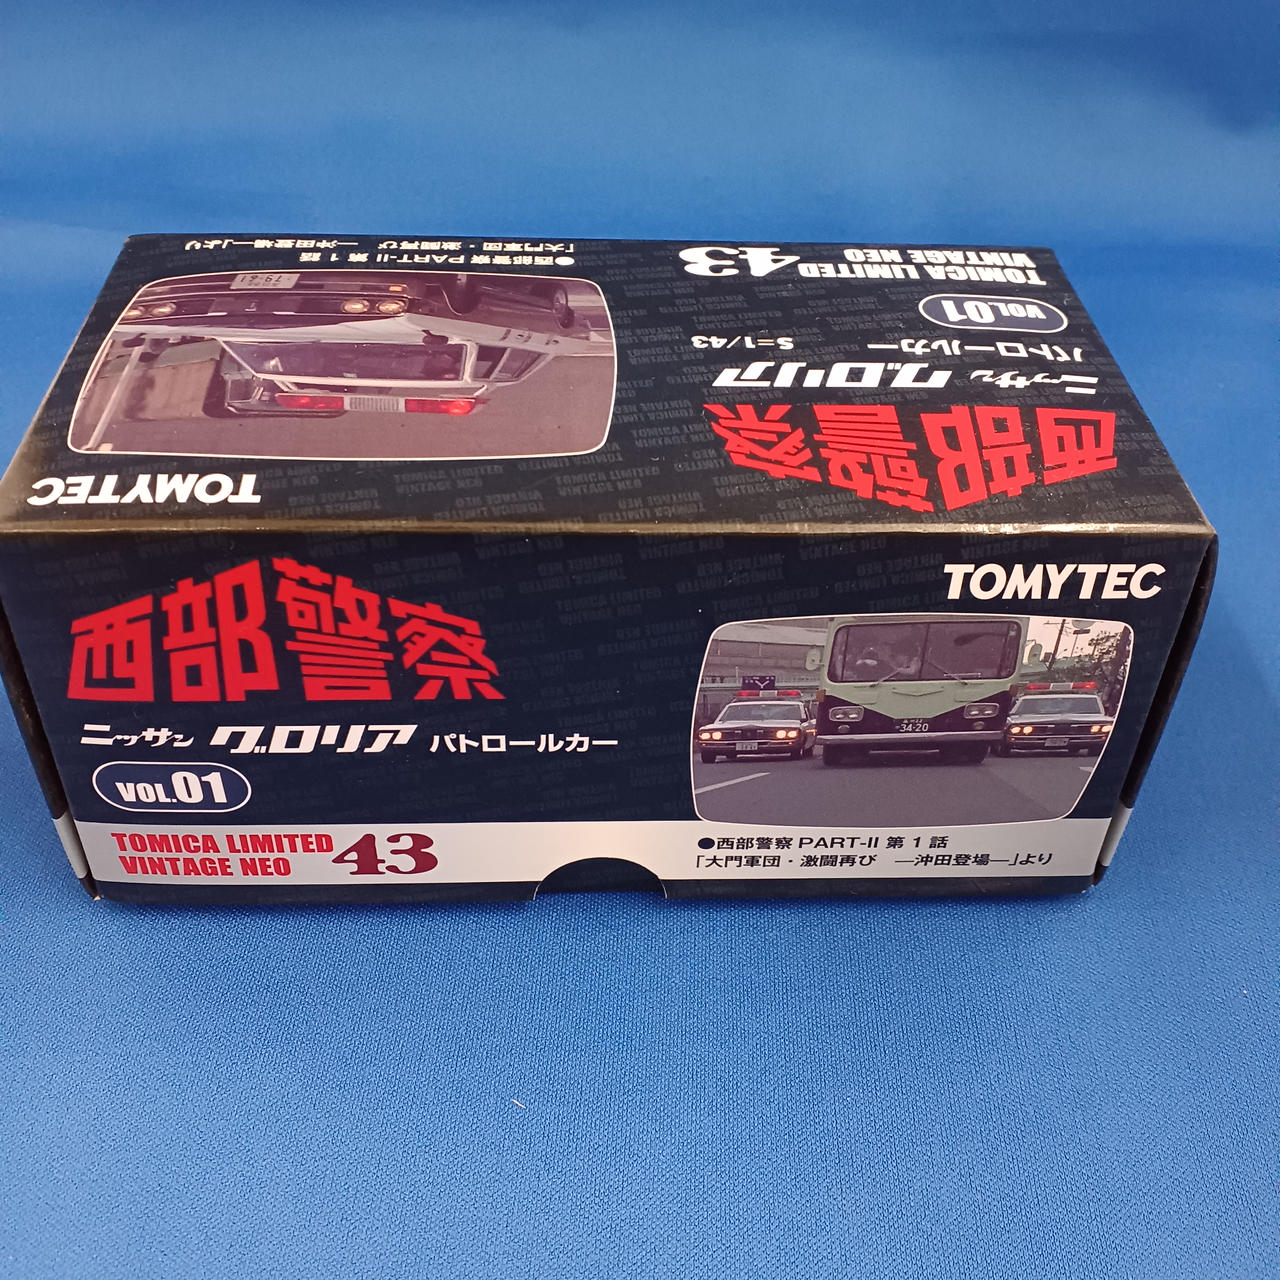 ●西部警察 PART-II 第1話
「大門軍団・激闘再び ―沖田登場―」より
79-61
TOMYTEC
TOMICA LIMITED
VINTAGE NEO
43
VOL.01
S=1/43
パトロールカー
ニッサン グロリア
西部警察
TOMYTEC
西部警察
ニッサン グロリア パトロールカー
VOL.01
TOMICA LIMITED
VINTAGE NEO
43
34-20
●西部警察 PART-II 第1話
「大門軍団・激闘再び ―沖田登場―」より